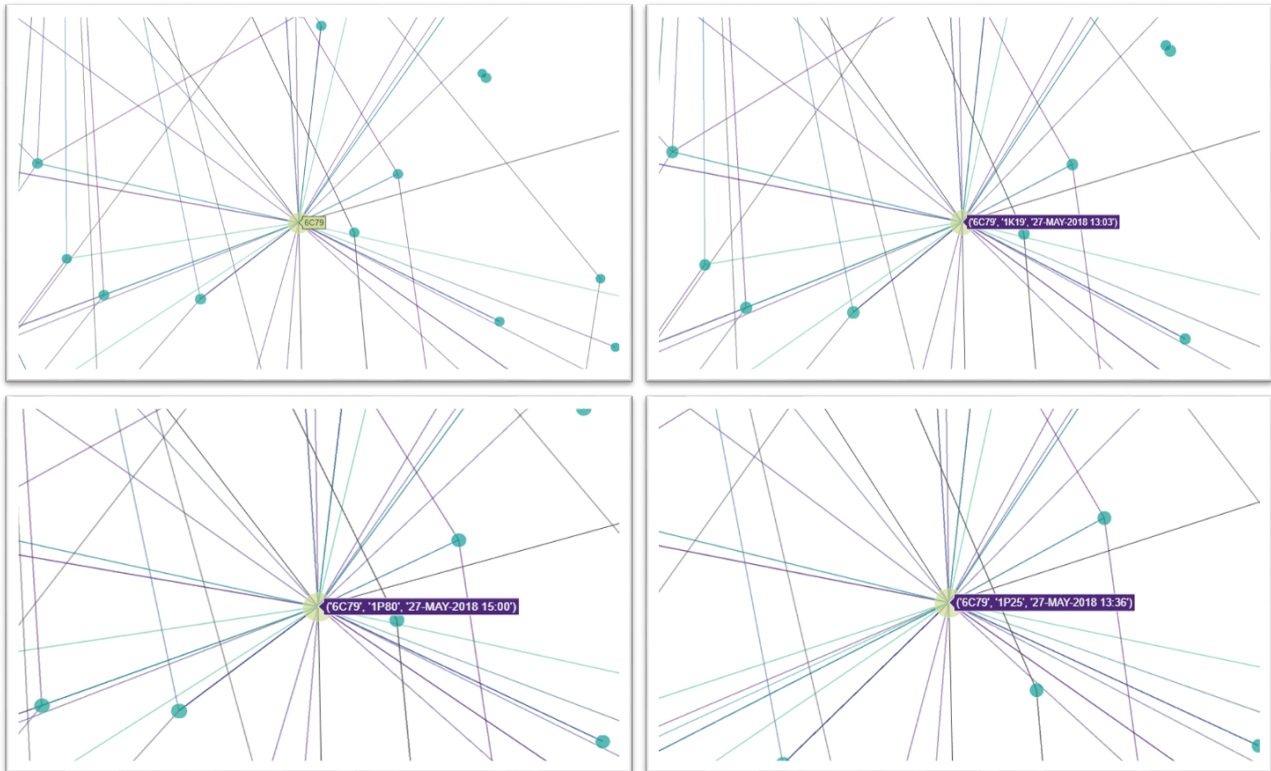 6C79
('6C79', '1K19', '27-MAY-2018 13:03')
('6C79', '1P80', '27-MAY-2018 15:00')
('6C79', '1P25', '27-MAY-2018 13:36')